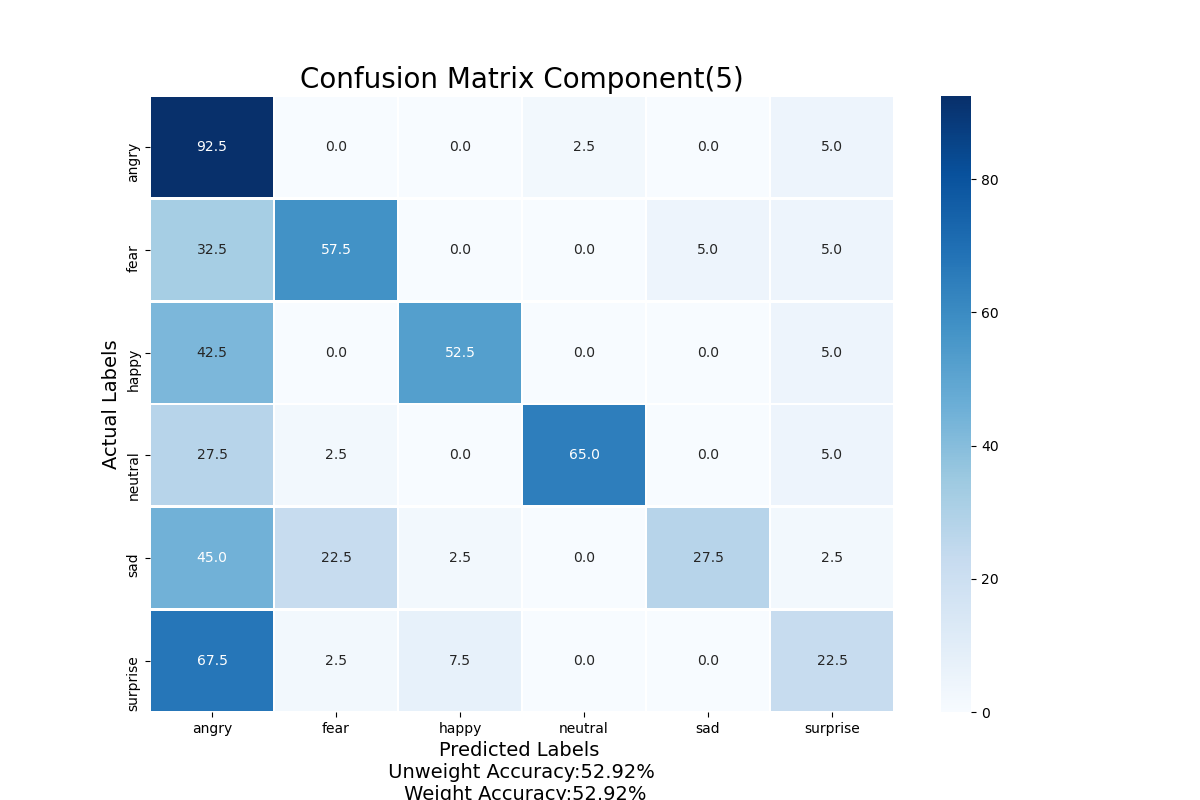 Confusion Matrix Component(5)
Actual Labels
angry 92.5 0.0 0.0 2.5 0.0 5.0
fear 32.5 57.5 0.0 0.0 5.0 5.0
happy 42.5 0.0 52.5 0.0 0.0 5.0
neutral 27.5 2.5 0.0 65.0 0.0 5.0
sad 45.0 22.5 2.5 0.0 27.5 2.5
surprise 67.5 2.5 7.5 0.0 0.0 22.5
angry fear happy neutral sad surprise
Predicted Labels
Unweight Accuracy:52.92%
Weight Accuracy:52.92%
80
60
40
20
0